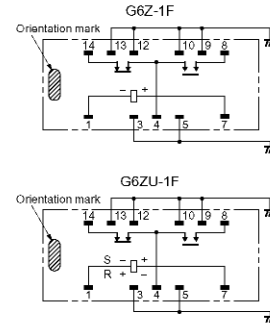 G6Z-1F
Orientation mark
14 13 12 10 9 8
− +
1 3 4 5 7
G6ZU-1F
Orientation mark
14 13 12 10 9 8
S − +
R + −
1 3 4 5 7